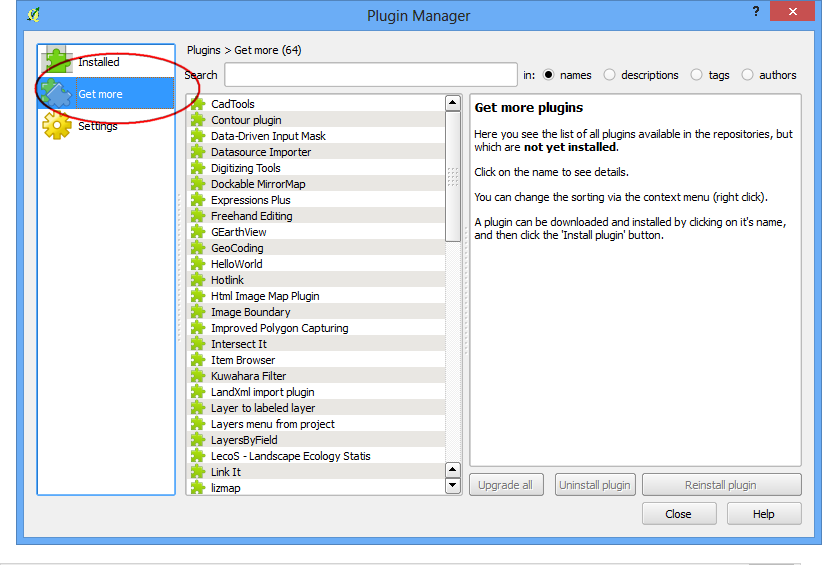 Plugin Manager
?
Installed
Get more
Settings
Plugins > Get more (64)
Search
in: names descriptions tags authors
CadTools
Contour plugin
Data-Driven Input Mask
Datasource Importer
Digitizing Tools
Dockable MirrorMap
Expressions Plus
Freehand Editing
GEarthView
GeoCoding
HelloWorld
Hotlink
Html Image Map Plugin
Image Boundary
Improved Polygon Capturing
Intersect It
Item Browser
Kuwahara Filter
LandXml import plugin
Layer to labeled layer
Layers menu from project
LayersByField
LecoS - Landscape Ecology Statis
Link It
lizmap
Get more plugins
Here you see the list of all plugins available in the repositories, but
which are not yet installed.
Click on the name to see details.
You can change the sorting via the context menu (right click).
A plugin can be downloaded and installed by clicking on it's name,
and then click the 'Install plugin' button.
Upgrade all
Uninstall plugin
Reinstall plugin
Close
Help